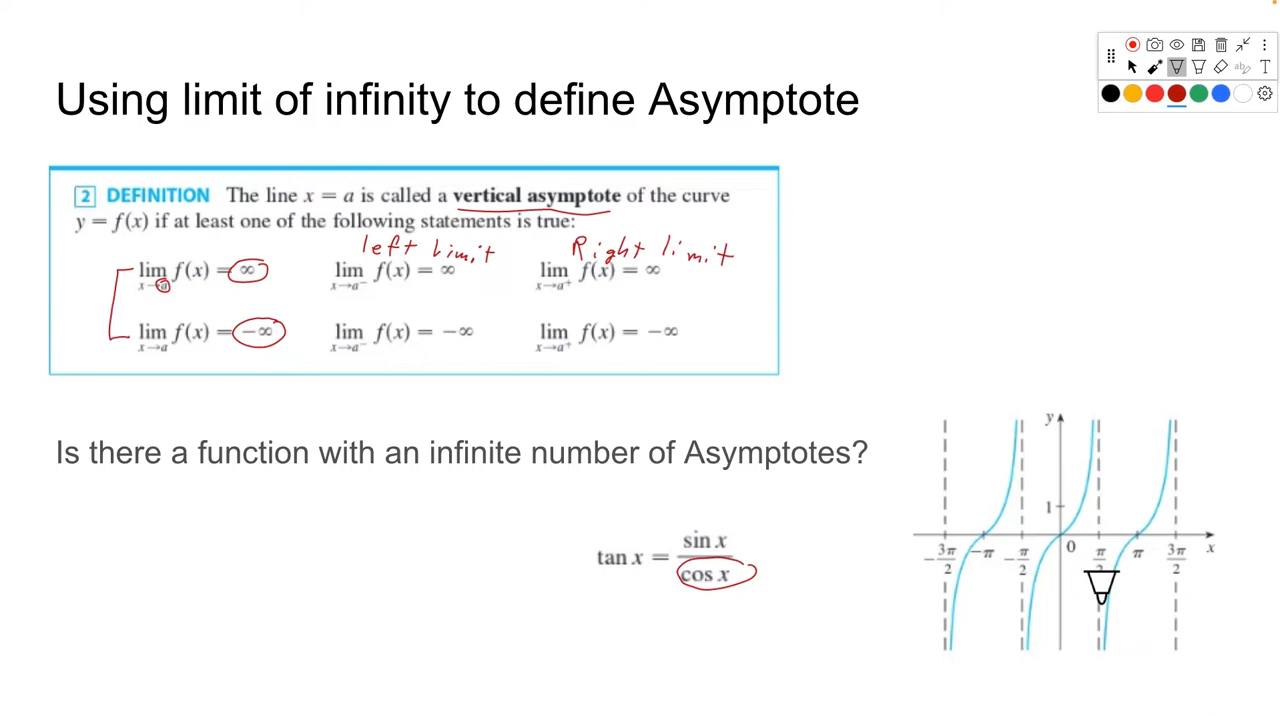 Using limit of infinity to define Asymptote
2 DEFINITION The line x = a is called a vertical asymptote of the curve
y = f(x) if at least one of the following statements is true:
left limit Right limit
lim x→a f(x) = ∞ lim x→a⁻ f(x) = ∞ lim x→a⁺ f(x) = ∞
lim x→a f(x) = −∞ lim x→a⁻ f(x) = −∞ lim x→a⁺ f(x) = −∞
Is there a function with an infinite number of Asymptotes?
tan x = sin x / cos x
y
1
−3π/2 −π −π/2 0 π/2 π 3π/2 x
ab
T